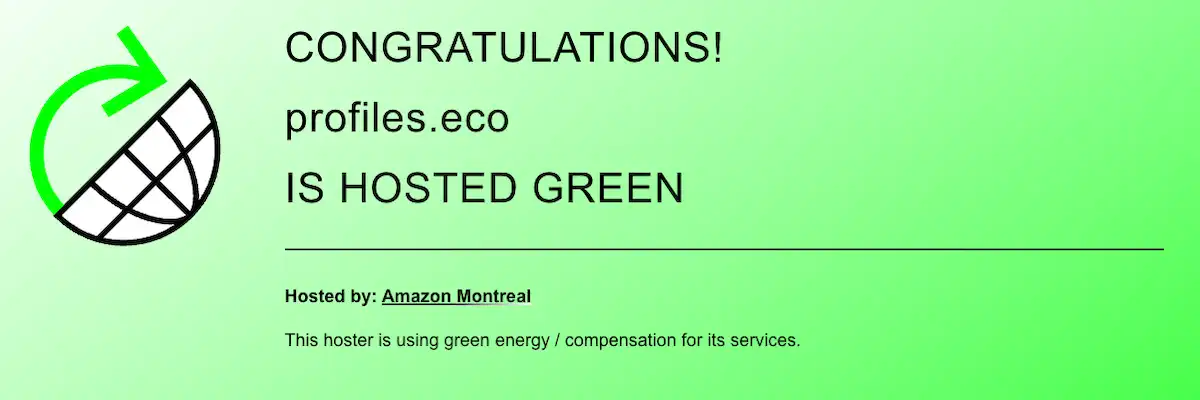 CONGRATULATIONS!
profiles.eco
IS HOSTED GREEN
Hosted by: Amazon Montreal
This hoster is using green energy / compensation for its services.